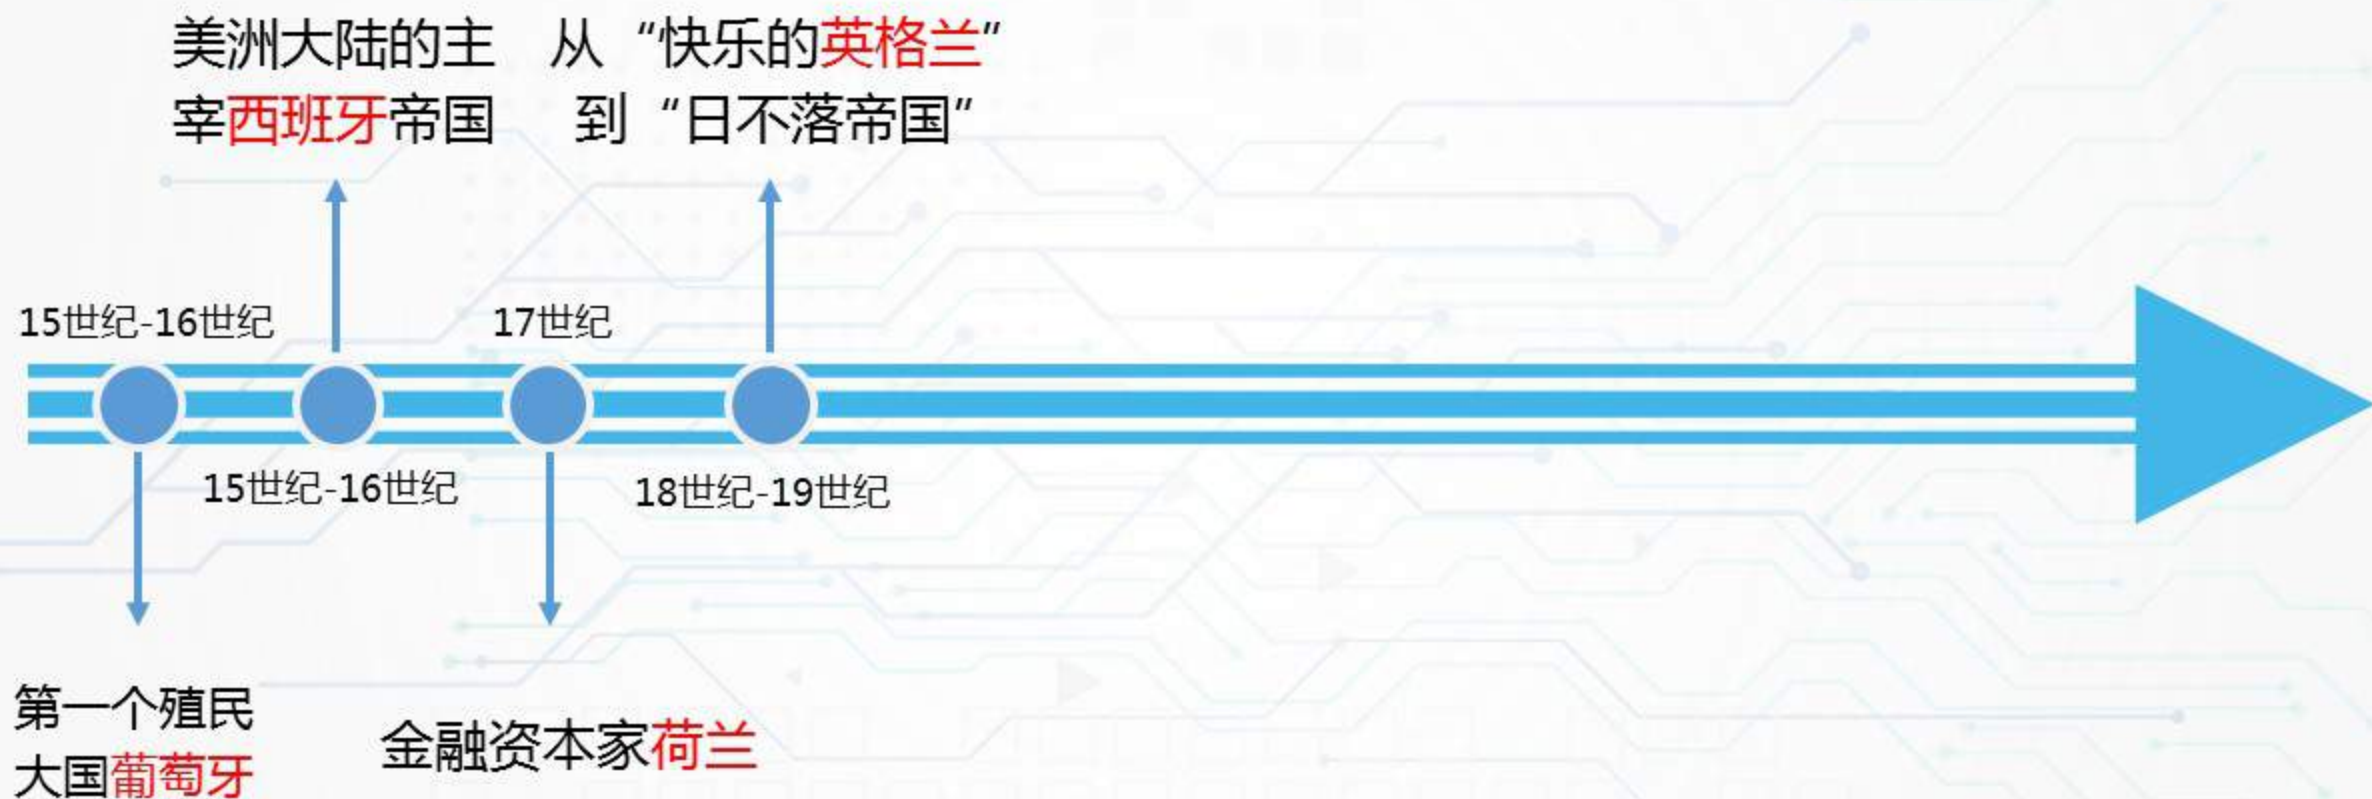 美洲大陆的主
宰西班牙帝国
从“快乐的英格兰”
到“日不落帝国”
15世纪-16世纪
17世纪
15世纪-16世纪
18世纪-19世纪
第一个殖民
大国葡萄牙
金融资本家荷兰